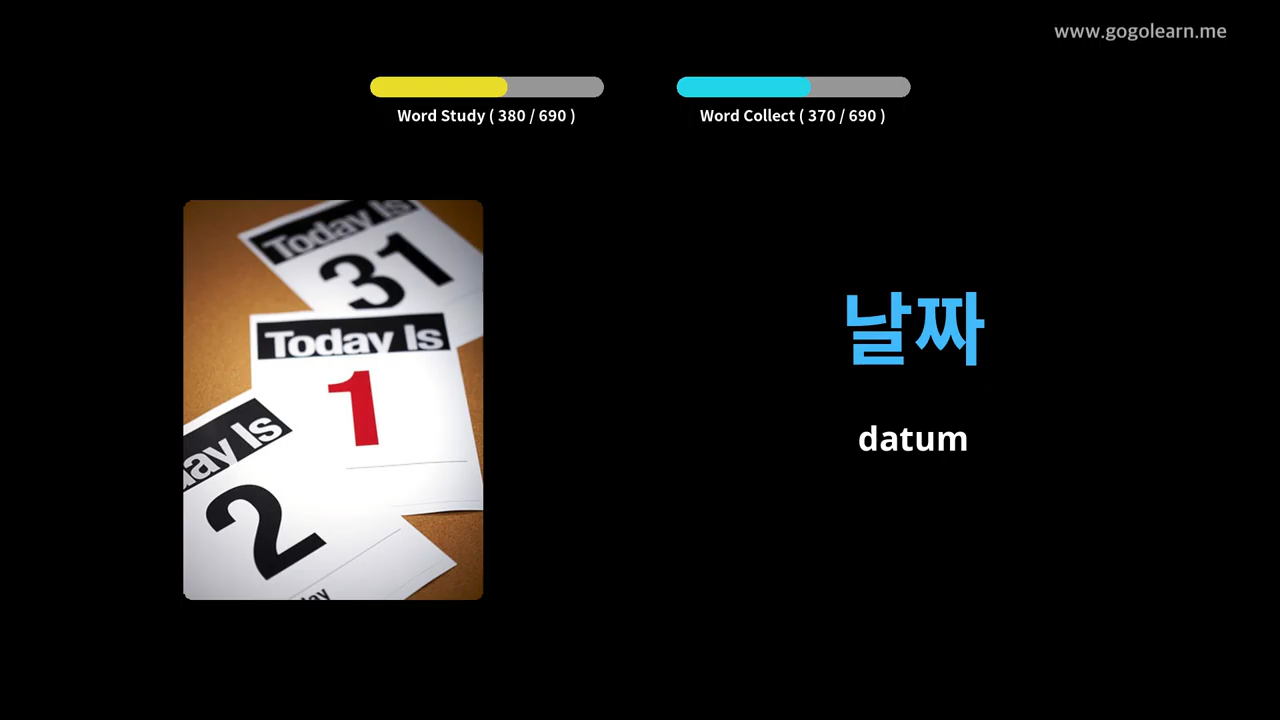 www.gogolearn.me
Word Study ( 380 / 690 )
Word Collect ( 370 / 690 )
Today Is
31
Today Is
1
ay Is
2
날짜
datum